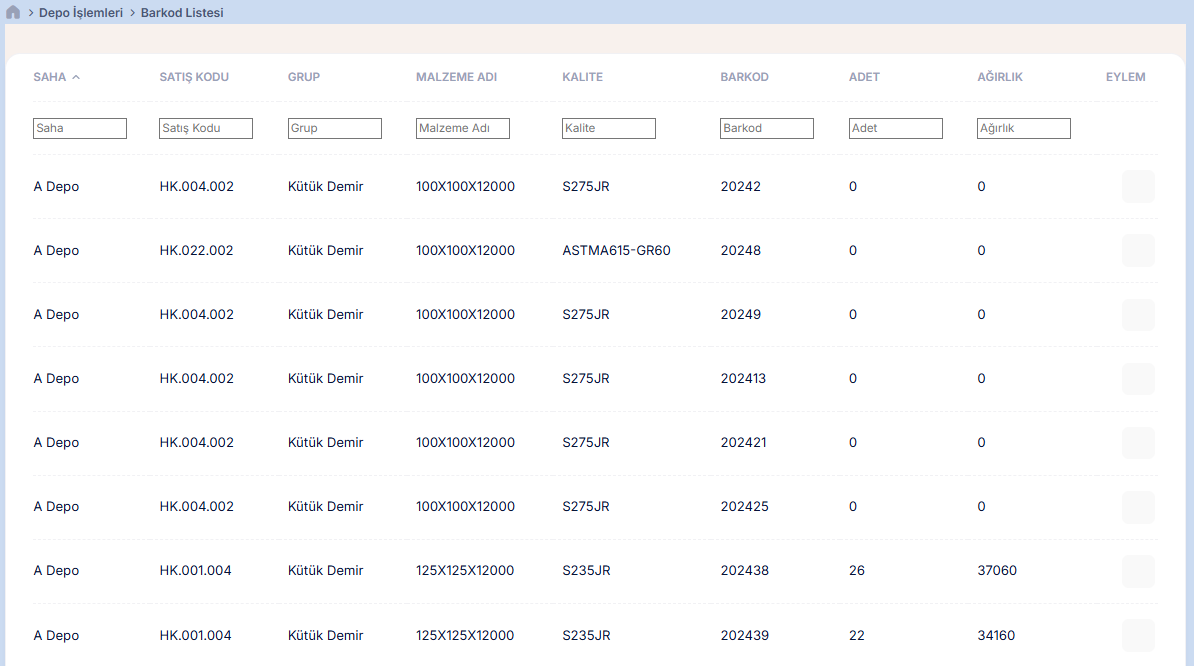 Depo İşlemleri > Barkod Listesi
SAHA SATIŞ KODU GRUP MALZEME ADI KALITE BARKOD ADET AĞIRLIK EYLEM
Saha Satış Kodu Grup Malzeme Adı Kalite Barkod Adet Ağırlık
A Depo HK.004.002 Kütük Demir 100X100X12000 S275JR 20242 0 0
A Depo HK.022.002 Kütük Demir 100X100X12000 ASTMA615-GR60 20248 0 0
A Depo HK.004.002 Kütük Demir 100X100X12000 S275JR 20249 0 0
A Depo HK.004.002 Kütük Demir 100X100X12000 S275JR 202413 0 0
A Depo HK.004.002 Kütük Demir 100X100X12000 S275JR 202421 0 0
A Depo HK.004.002 Kütük Demir 100X100X12000 S275JR 202425 0 0
A Depo HK.001.004 Kütük Demir 125X125X12000 S235JR 202438 26 37060
A Depo HK.001.004 Kütük Demir 125X125X12000 S235JR 202439 22 34160